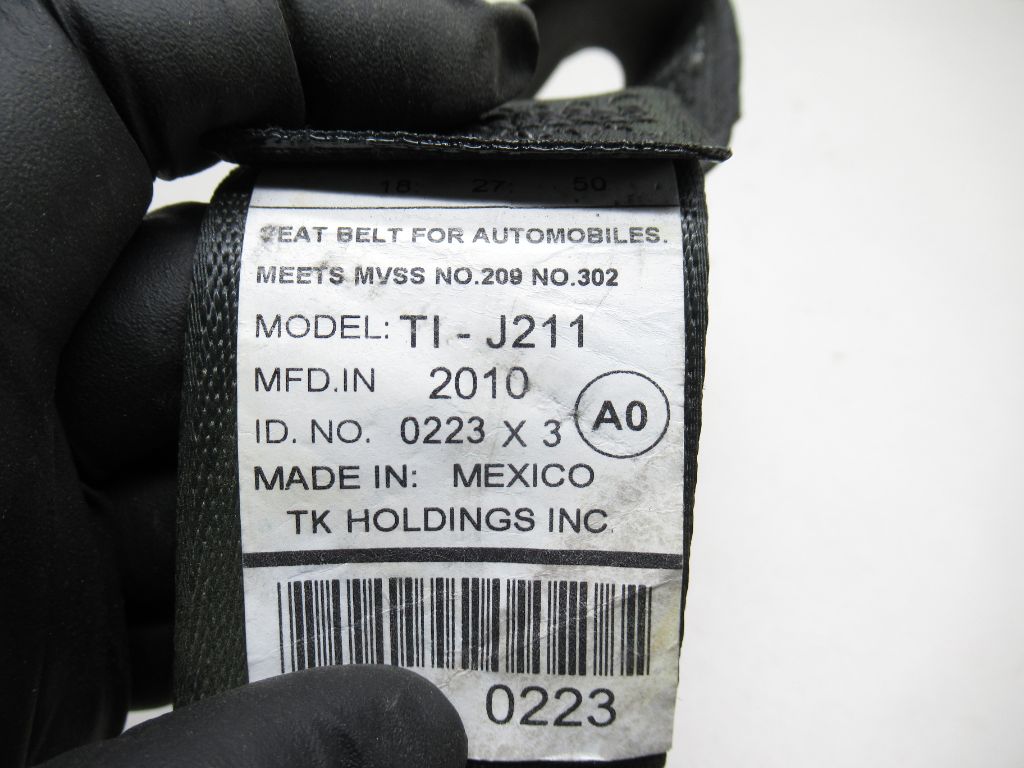 18: 27: 50
SEAT BELT FOR AUTOMOBILES.
MEETS MVSS NO.209 NO.302
MODEL: TI - J211
MFD.IN 2010
ID. NO. 0223 X 3 A0
MADE IN: MEXICO
TK HOLDINGS INC.
0223